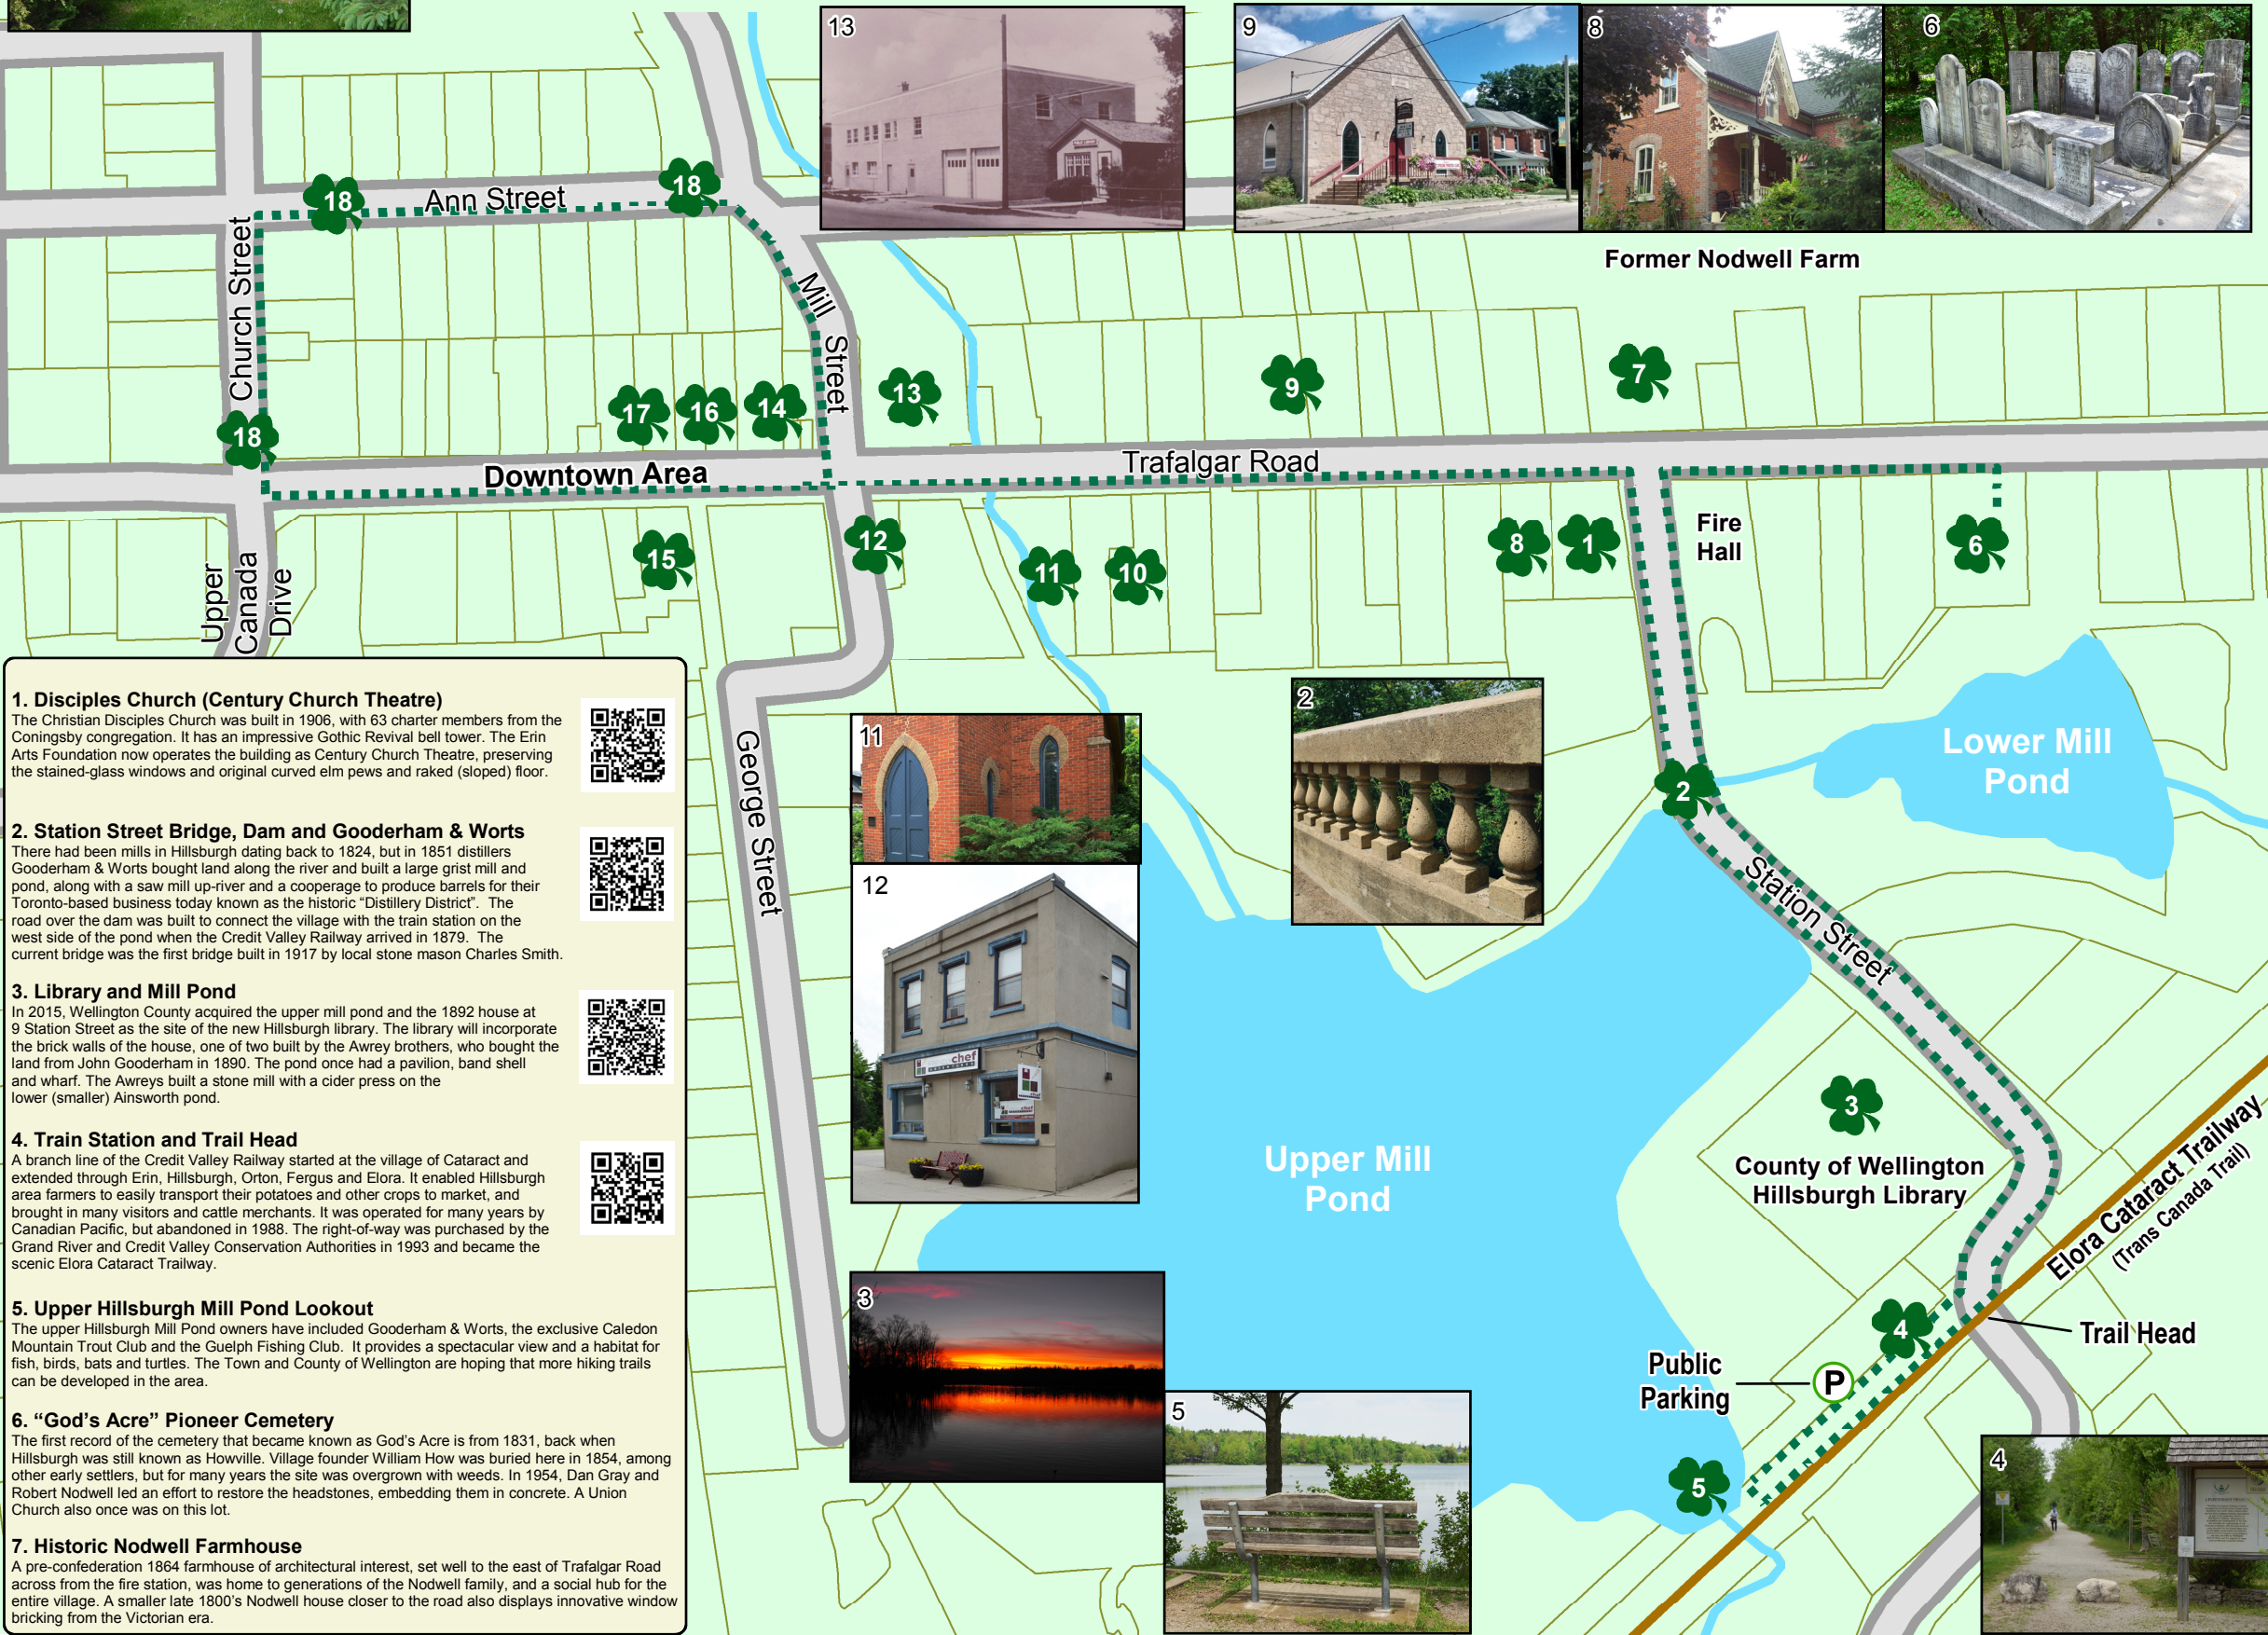 13
9
8
6
Former Nodwell Farm
18
Ann Street
18
Church Street
Mill Street
17
16
14
13
9
7
18
Downtown Area
Trafalgar Road
15
12
11
10
8
1
Fire
Hall
6
Upper
Canada
Drive
George Street
11
12
chef
2
2
Lower Mill
Pond
Station Street
Upper Mill
Pond
3
County of Wellington
Hillsburgh Library
Elora Cataract Trailway
(Trans Canada Trail)
4
Trail Head
Public
Parking
P
5
3
5
4
1. Disciples Church (Century Church Theatre)
The Christian Disciples Church was built in 1906, with 63 charter members from the
Coningsby congregation. It has an impressive Gothic Revival bell tower. The Erin
Arts Foundation now operates the building as Century Church Theatre, preserving
the stained-glass windows and original curved elm pews and raked (sloped) floor.
2. Station Street Bridge, Dam and Gooderham & Worts
There had been mills in Hillsburgh dating back to 1824, but in 1851 distillers
Gooderham & Worts bought land along the river and built a large grist mill and
pond, along with a saw mill up-river and a cooperage to produce barrels for their
Toronto-based business today known as the historic “Distillery District”. The
road over the dam was built to connect the village with the train station on the
west side of the pond when the Credit Valley Railway arrived in 1879. The
current bridge was the first bridge built in 1917 by local stone mason Charles Smith.
3. Library and Mill Pond
In 2015, Wellington County acquired the upper mill pond and the 1892 house at
9 Station Street as the site of the new Hillsburgh library. The library will incorporate
the brick walls of the house, one of two built by the Awrey brothers, who bought the
land from John Gooderham in 1890. The pond once had a pavilion, band shell
and wharf. The Awreys built a stone mill with a cider press on the
lower (smaller) Ainsworth pond.
4. Train Station and Trail Head
A branch line of the Credit Valley Railway started at the village of Cataract and
extended through Erin, Hillsburgh, Orton, Fergus and Elora. It enabled Hillsburgh
area farmers to easily transport their potatoes and other crops to market, and
brought in many visitors and cattle merchants. It was operated for many years by
Canadian Pacific, but abandoned in 1988. The right-of-way was purchased by the
Grand River and Credit Valley Conservation Authorities in 1993 and became the
scenic Elora Cataract Trailway.
5. Upper Hillsburgh Mill Pond Lookout
The upper Hillsburgh Mill Pond owners have included Gooderham & Worts, the exclusive Caledon
Mountain Trout Club and the Guelph Fishing Club. It provides a spectacular view and a habitat for
fish, birds, bats and turtles. The Town and County of Wellington are hoping that more hiking trails
can be developed in the area.
6. “God’s Acre” Pioneer Cemetery
The first record of the cemetery that became known as God’s Acre is from 1831, back when
Hillsburgh was still known as Howville. Village founder William How was buried here in 1854, among
other early settlers, but for many years the site was overgrown with weeds. In 1954, Dan Gray and
Robert Nodwell led an effort to restore the headstones, embedding them in concrete. A Union
Church also once was on this lot.
7. Historic Nodwell Farmhouse
A pre-confederation 1864 farmhouse of architectural interest, set well to the east of Trafalgar Road
across from the fire station, was home to generations of the Nodwell family, and a social hub for the
entire village. A smaller late 1800’s Nodwell house closer to the road also displays innovative window
bricking from the Victorian era.